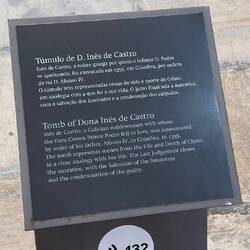 Túmulo de D. Inês de Castro
Inês de Castro, a nobre galega por quem o infante D. Pedro
se apaixonou, foi executada em 1355, em Coimbra, por ordem
do rei D. Afonso IV.
O túmulo tem representadas cenas da vida e morte de Cristo,
em analogia com a que foi a sua vida. O Juízo Final sela a narrativa,
com a salvação dos inocentes e a condenação dos culpados.
Tomb of Dona Inês de Castro
Inês de Castro, a Galician noblewoman with whom
the then Crown Prince Pedro fell in love, was assassinated
by order of his father, Afonso IV, in Coimbra, in 1355.
The tomb represents scenes from the Life and Death of Christ,
in a clear analogy with her life. The Last Judgement closes
the narrative, with the Salvation of the Innocents
and the condemnation of the guilty.
132